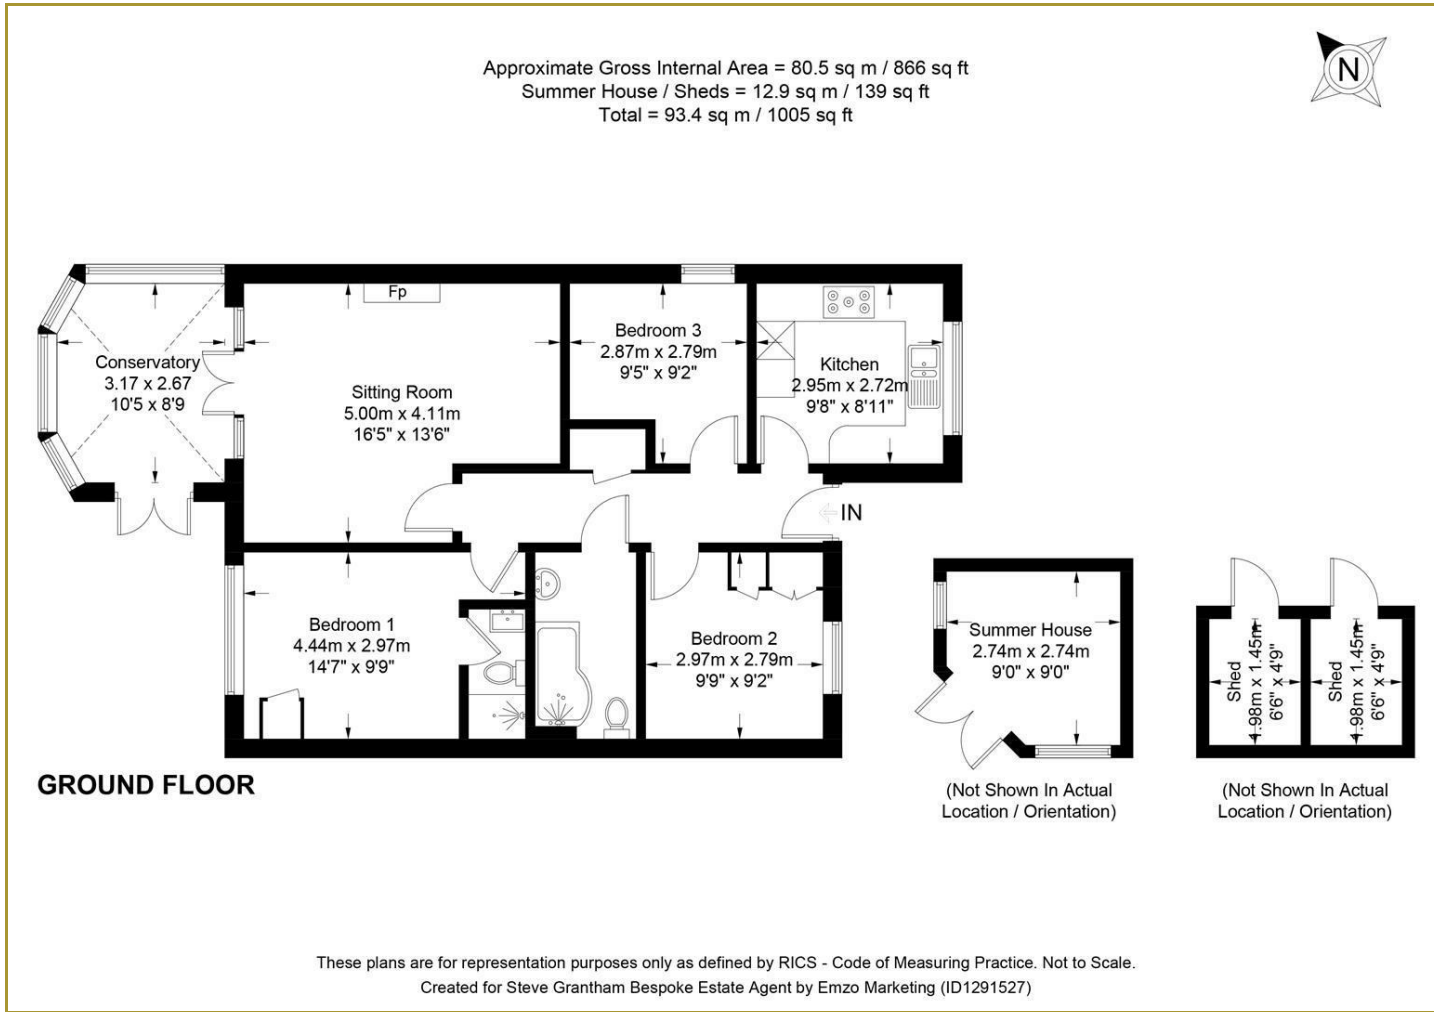 Approximate Gross Internal Area = 80.5 sq m / 866 sq ft
Summer House / Sheds = 12.9 sq m / 139 sq ft
Total = 93.4 sq m / 1005 sq ft
N
Fp
Conservatory
3.17 x 2.67
10'5 x 8'9
Sitting Room
5.00m x 4.11m
16'5" x 13'6"
Bedroom 3
2.87m x 2.79m
9'5" x 9'2"
Kitchen
2.95m x 2.72m
9'8" x 8'11"
IN
Bedroom 1
4.44m x 2.97m
14'7" x 9'9"
Bedroom 2
2.97m x 2.79m
9'9" x 9'2"
Summer House
2.74m x 2.74m
9'0" x 9'0"
Shed
1.98m x 1.45m
6'6" x 4'9"
Shed
1.98m x 1.45m
6'6" x 4'9"
GROUND FLOOR
(Not Shown In Actual
Location / Orientation)
(Not Shown In Actual
Location / Orientation)
These plans are for representation purposes only as defined by RICS - Code of Measuring Practice. Not to Scale.
Created for Steve Grantham Bespoke Estate Agent by Emzo Marketing (ID1291527)